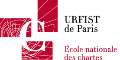 URFIST
de Paris
École nationale
des chartes